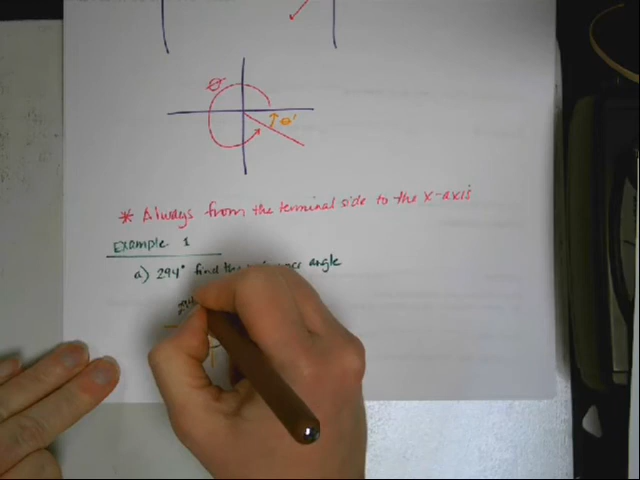 θ
θ'
* Always from the terminal side to the x-axis
Example 1
a) 294° find the angle